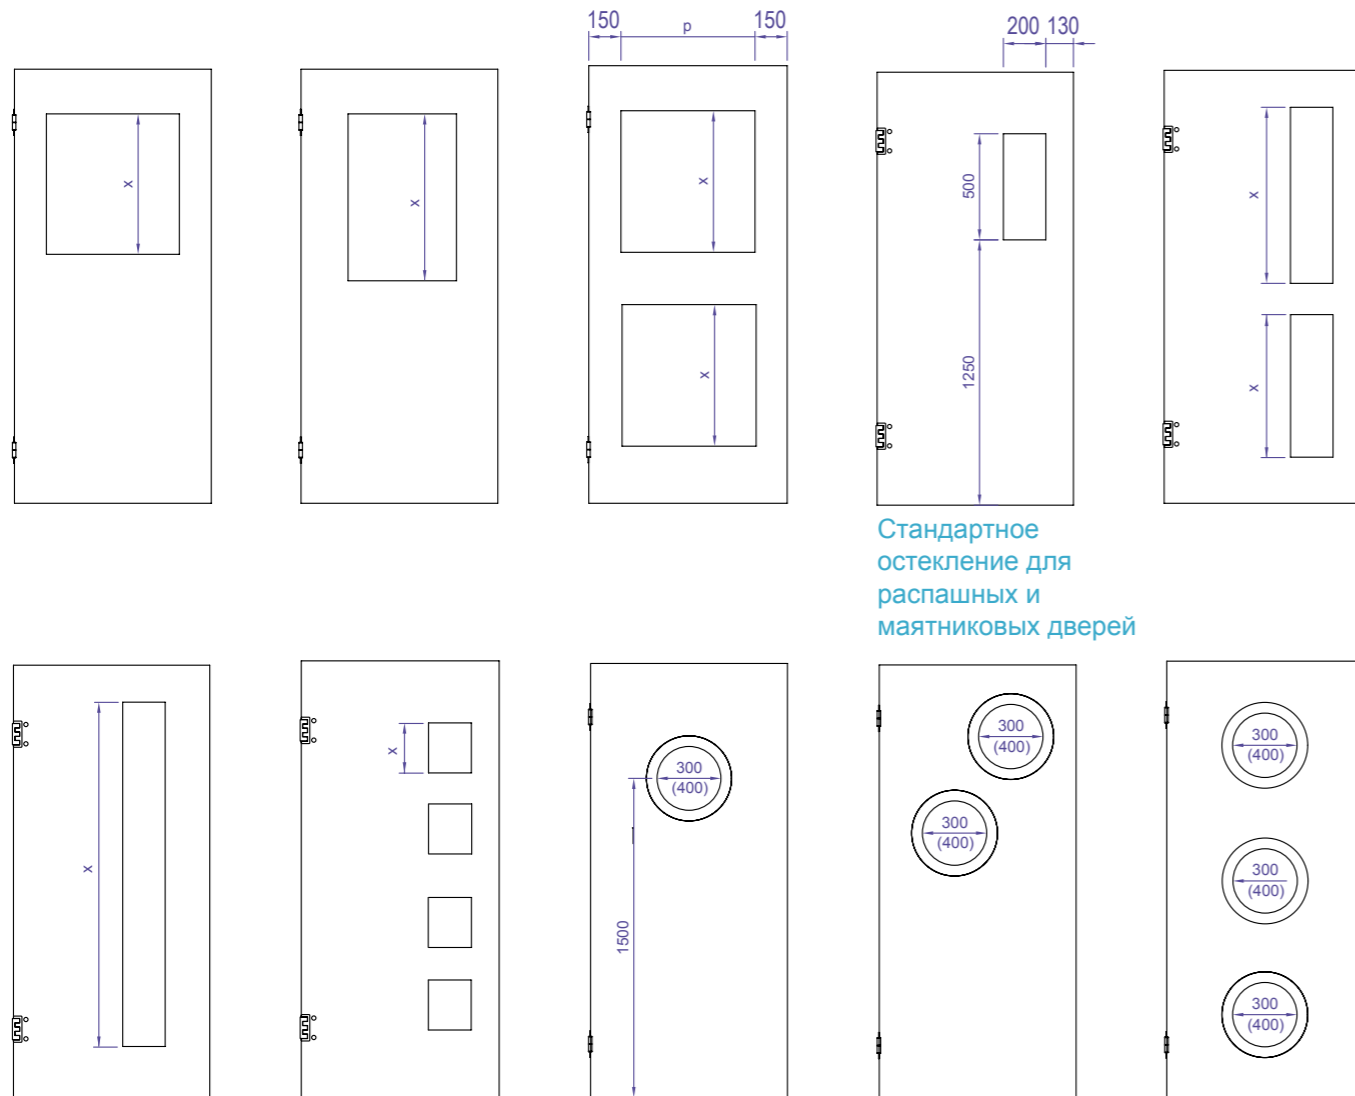 150
p
150
200
130
x
x
x
x
500
1250
x
x
Стандартное
остекление для
распашных и
маятниковых дверей
x
x
300
(400)
1500
300
(400)
300
(400)
300
(400)
300
(400)
300
(400)